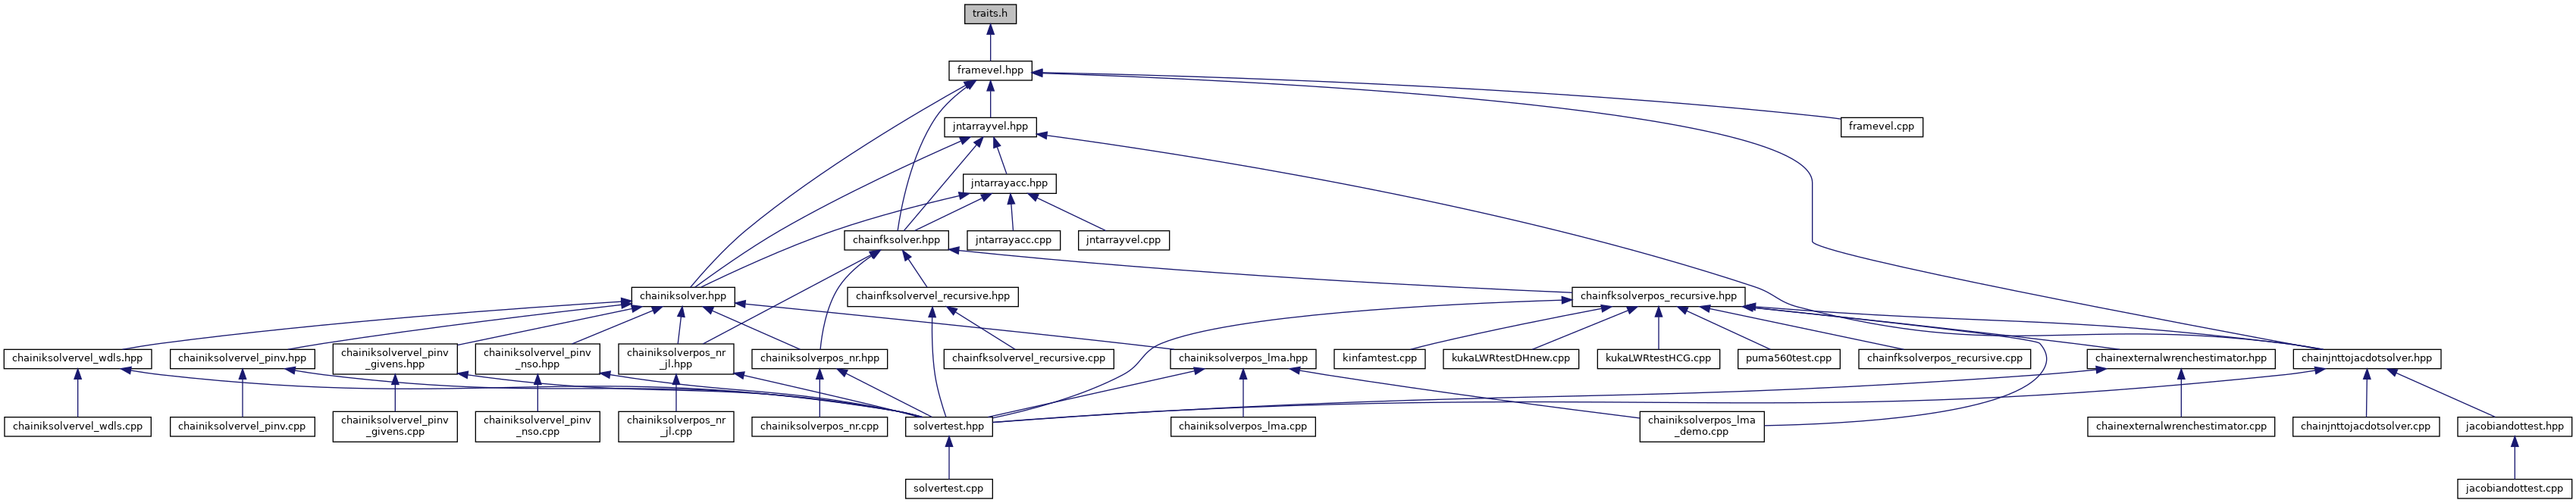 traits.h
framevel.hpp
jntarrayvel.hpp
framevel.cpp
jntarrayacc.hpp
chainfksolver.hpp
jntarrayacc.cpp
jntarrayvel.cpp
chainiksolver.hpp
chainfksolvervel_recursive.hpp
chainfksolverpos_recursive.hpp
chainiksolvervel_wdls.hpp
chainiksolvervel_pinv.hpp
chainiksolvervel_pinv
_givens.hpp
chainiksolvervel_pinv
_nso.hpp
chainiksolverpos_nr
_jl.hpp
chainiksolverpos_nr.hpp
chainfksolvervel_recursive.cpp
chainiksolverpos_lma.hpp
kinfamtest.cpp
kukaLWRtestDHnew.cpp
kukaLWRtestHCG.cpp
puma560test.cpp
chainfksolverpos_recursive.cpp
chainexternalwrenchestimator.hpp
chainjnttojacdotsolver.hpp
chainiksolvervel_wdls.cpp
chainiksolvervel_pinv.cpp
chainiksolvervel_pinv
_givens.cpp
chainiksolvervel_pinv
_nso.cpp
chainiksolverpos_nr
_jl.cpp
chainiksolverpos_nr.cpp
solvertest.hpp
chainiksolverpos_lma.cpp
chainiksolverpos_lma
_demo.cpp
chainexternalwrenchestimator.cpp
chainjnttojacdotsolver.cpp
jacobiandottest.hpp
solvertest.cpp
jacobiandottest.cpp